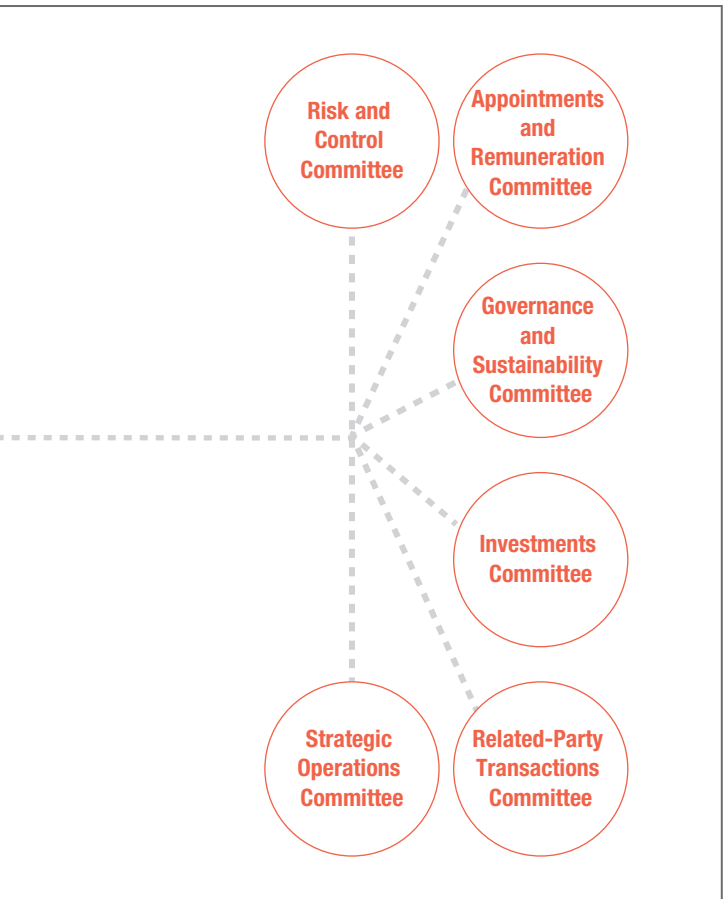 Risk and
Control
Committee
Appointments
and
Remuneration
Committee
Governance
and
Sustainability
Committee
Investments
Committee
Strategic
Operations
Committee
Related-Party
Transactions
Committee